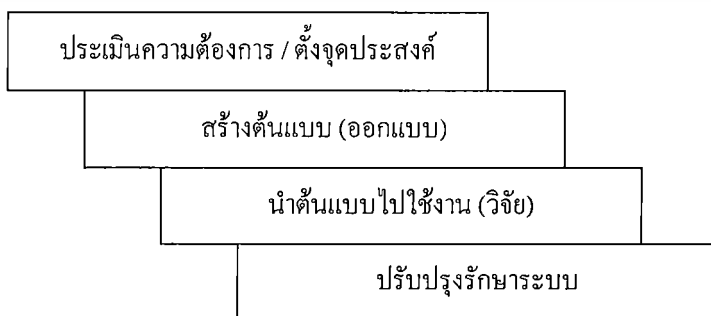 ประเมินความต้องการ / ตั้งจุดประสงค์
สร้างต้นแบบ (ออกแบบ)
นำต้นแบบไปใช้งาน (วิจัย)
ปรับปรุงรักษาระบบ